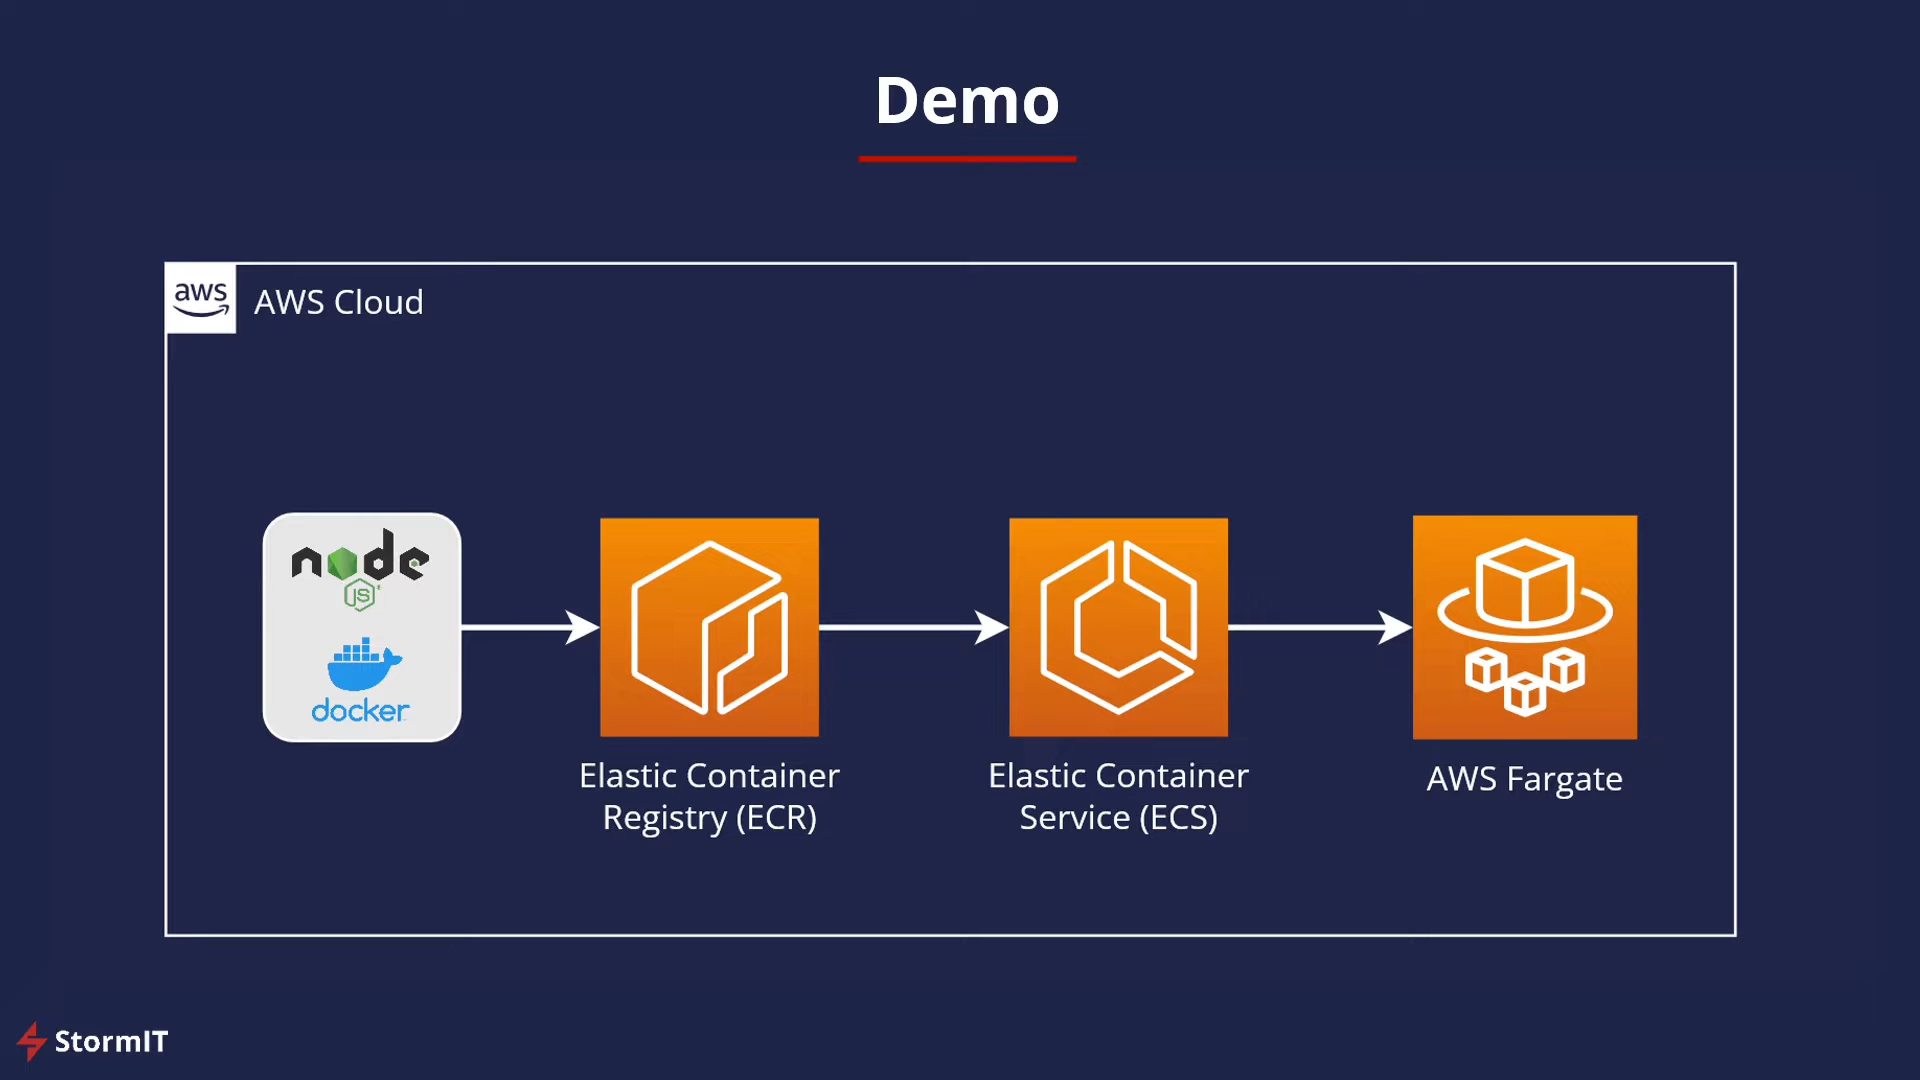 Demo
aws
AWS Cloud
node
JS
docker
Elastic Container
Registry (ECR)
Elastic Container
Service (ECS)
AWS Fargate
StormIT